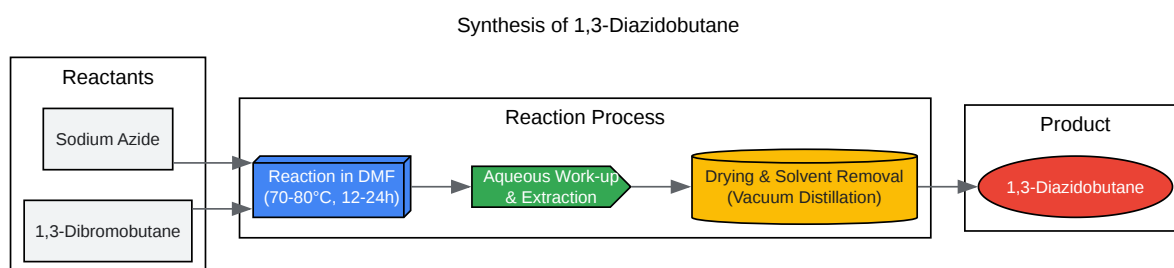 Synthesis of 1,3-Diazidobutane
Reactants
Sodium Azide
1,3-Dibromobutane
Reaction Process
Reaction in DMF
(70-80°C, 12-24h)
Aqueous Work-up
& Extraction
Drying & Solvent Removal
(Vacuum Distillation)
Product
1,3-Diazidobutane